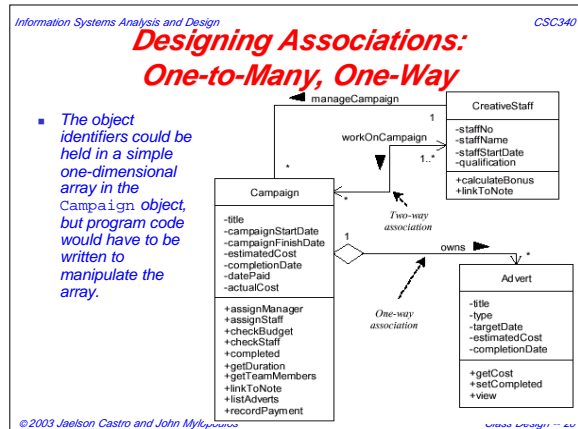 Information Systems Analysis and Design
CSC340
Designing Associations:
One-to-Many, One-Way
The object
identifiers could be
held in a simple
one-dimensional
array in the
Campaign object,
but program code
would have to be
written to
manipulate the
array.
manageCampaign
1
*
workOnCampaign
1..*
*
CreativeStaff
-staffNo
-staffName
-staffStartDate
-qualification
+calculateBonus
+linkToNote
Campaign
-title
-campaignStartDate
-campaignFinishDate
-estimatedCost
-completionDate
-datePaid
-actualCost
+assignManager
+assignStaff
+checkBudget
+checkStaff
+completed
+getDuration
+getTeamMembers
+linkToNote
+listAdverts
+recordPayment
Two-way
association
1
owns
*
One-way
association
Advert
-title
-type
-targetDate
-estimatedCost
-completionDate
+getCost
+setCompleted
+view
©2003 Jaelson Castro and John Mylopoulos
Class Design -- 20